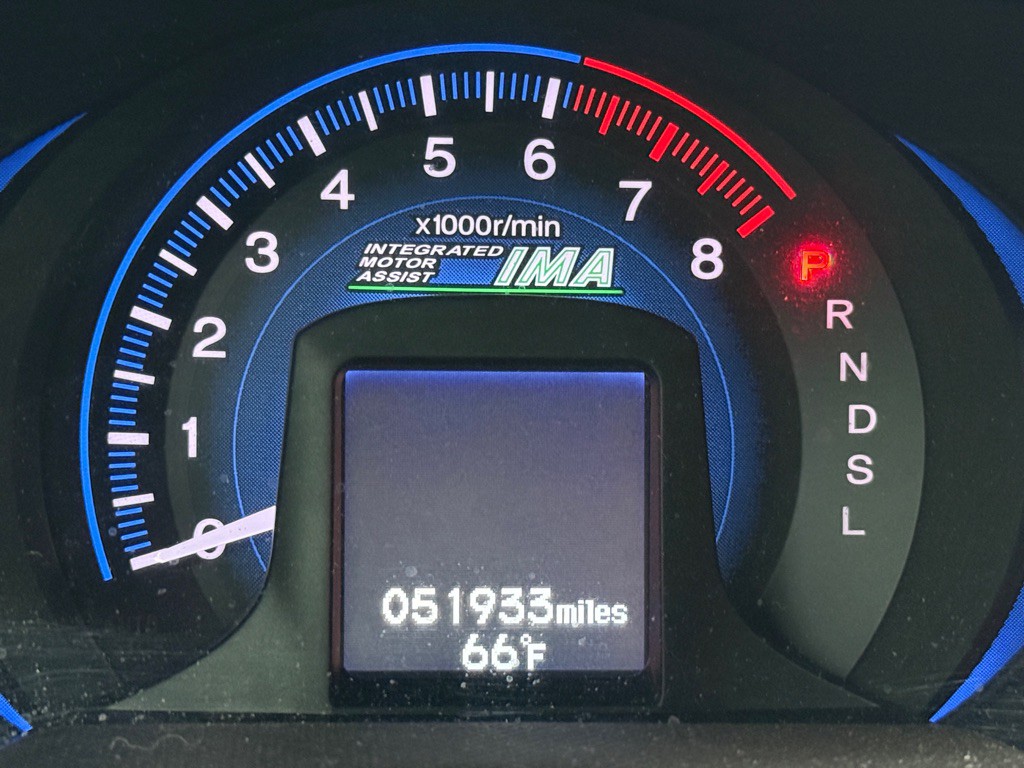 0
1
2
3
4
5
6
7
8
x1000r/min
INTEGRATED
MOTOR
ASSIST
IMA
P
R
N
D
S
L
051933miles
66°F